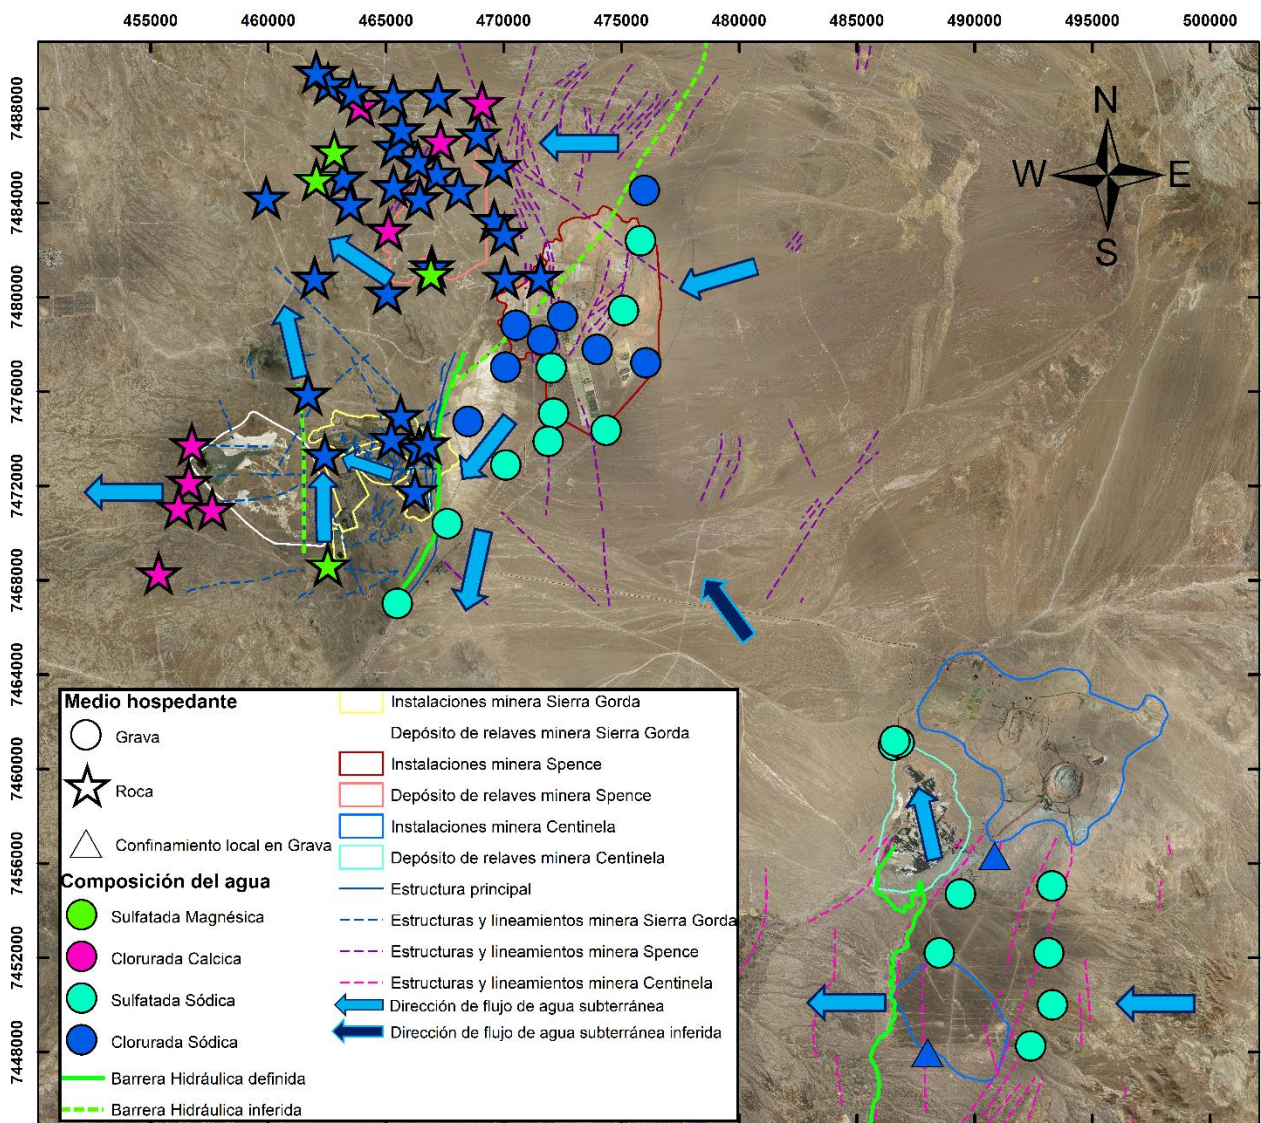 455000 460000 465000 470000 475000 480000 485000 490000 495000 500000
7488000
7484000
7480000
7476000
7472000
7468000
7464000
7460000
7456000
7452000
7448000
N
W E
S
Medio hospedante
Grava
Roca
Confinamiento local en Grava
Composición del agua
Sulfatada Magnésica
Clorurada Calcica
Sulfatada Sódica
Clorurada Sódica
Barrera Hidráulica definida
Barrera Hidráulica inferida
Instalaciones minera Sierra Gorda
Depósito de relaves minera Sierra Gorda
Instalaciones minera Spence
Depósito de relaves minera Spence
Instalaciones minera Centinela
Depósito de relaves minera Centinela
Estructura principal
Estructuras y lineamientos minera Sierra Gorda
Estructuras y lineamientos minera Spence
Estructuras y lineamientos minera Centinela
Dirección de flujo de agua subterránea
Dirección de flujo de agua subterránea inferida